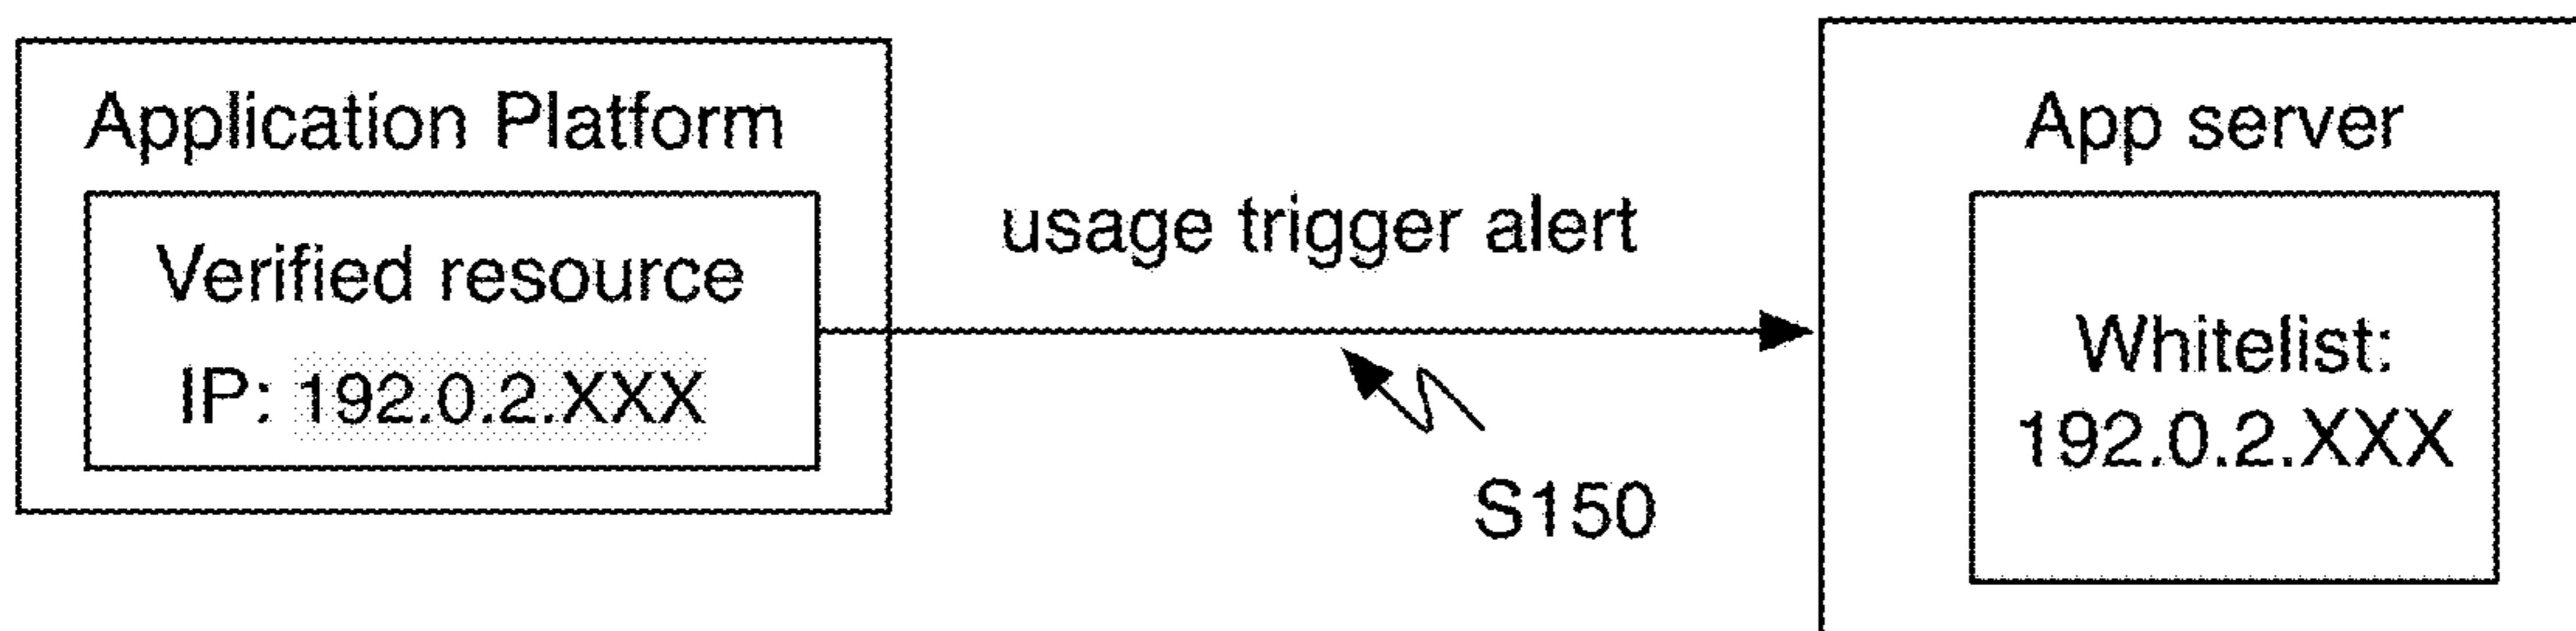 Application Platform
Verified resource
IP: 192.0.2.XXX
usage trigger alert
S150
App server
Whitelist:
192.0.2.XXX